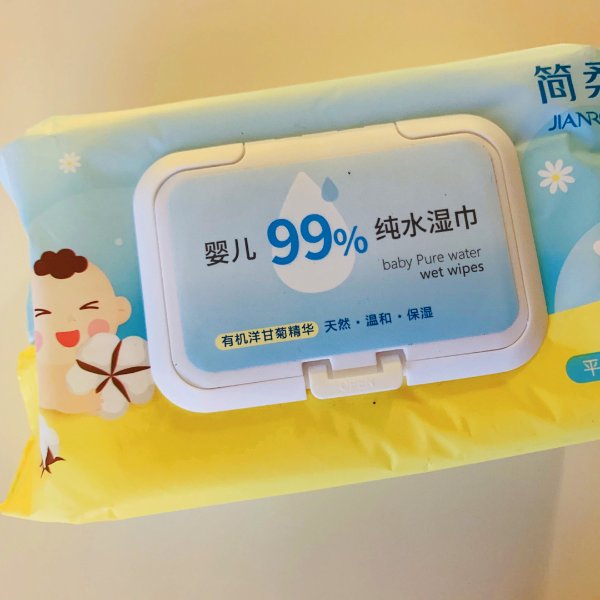 简柔
JIANRO
婴儿 99% 纯水湿巾
baby Pure water
wet wipes
有机洋甘菊精华 天然·温和·保湿
OPEN
平